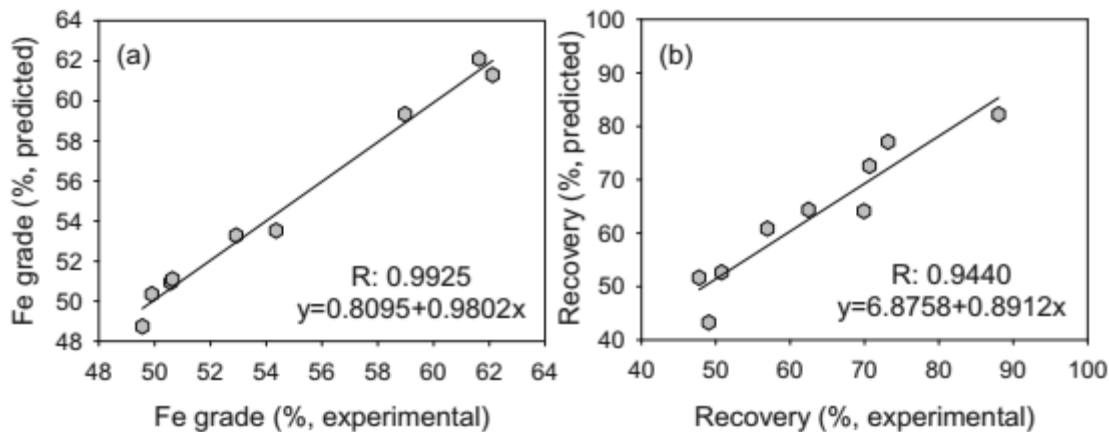 (a)
64
62
60
58
56
54
52
50
48
Fe grade (%, predicted)
R: 0.9925
y=0.8095+0.9802x
48 50 52 54 56 58 60 62 64
Fe grade (%, experimental)
(b)
100
90
80
70
60
50
40
Recovery (%, predicted)
R: 0.9440
y=6.8758+0.8912x
40 50 60 70 80 90 100
Recovery (%, experimental)